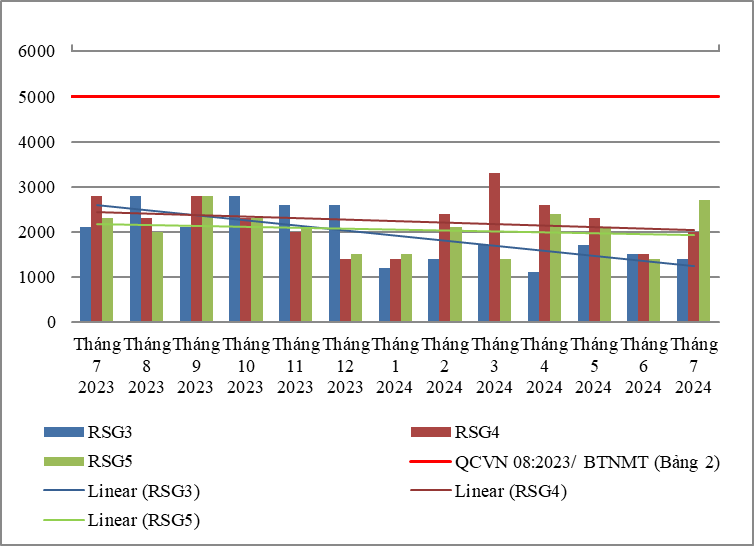 6000
5000
4000
3000
2000
1000
0
Tháng Tháng Tháng Tháng Tháng Tháng Tháng Tháng Tháng Tháng Tháng Tháng Tháng
7 8 9 10 11 12 1 2 3 4 5 6 7
2023 2023 2023 2023 2023 2023 2024 2024 2024 2024 2024 2024 2024
RSG3 RSG4
RSG5 QCVN 08:2023/ BTNMT (Bảng 2)
Linear (RSG3) Linear (RSG4)
Linear (RSG5)